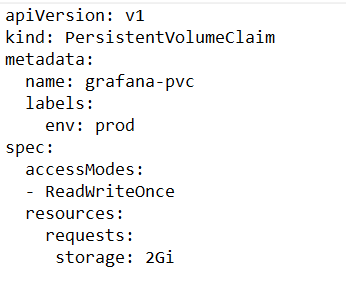 apiVersion: v1
kind: PersistentVolumeClaim
metadata:
  name: grafana-pvc
  labels:
    env: prod
spec:
  accessModes:
  - ReadWriteOnce
  resources:
    requests:
     storage: 2Gi